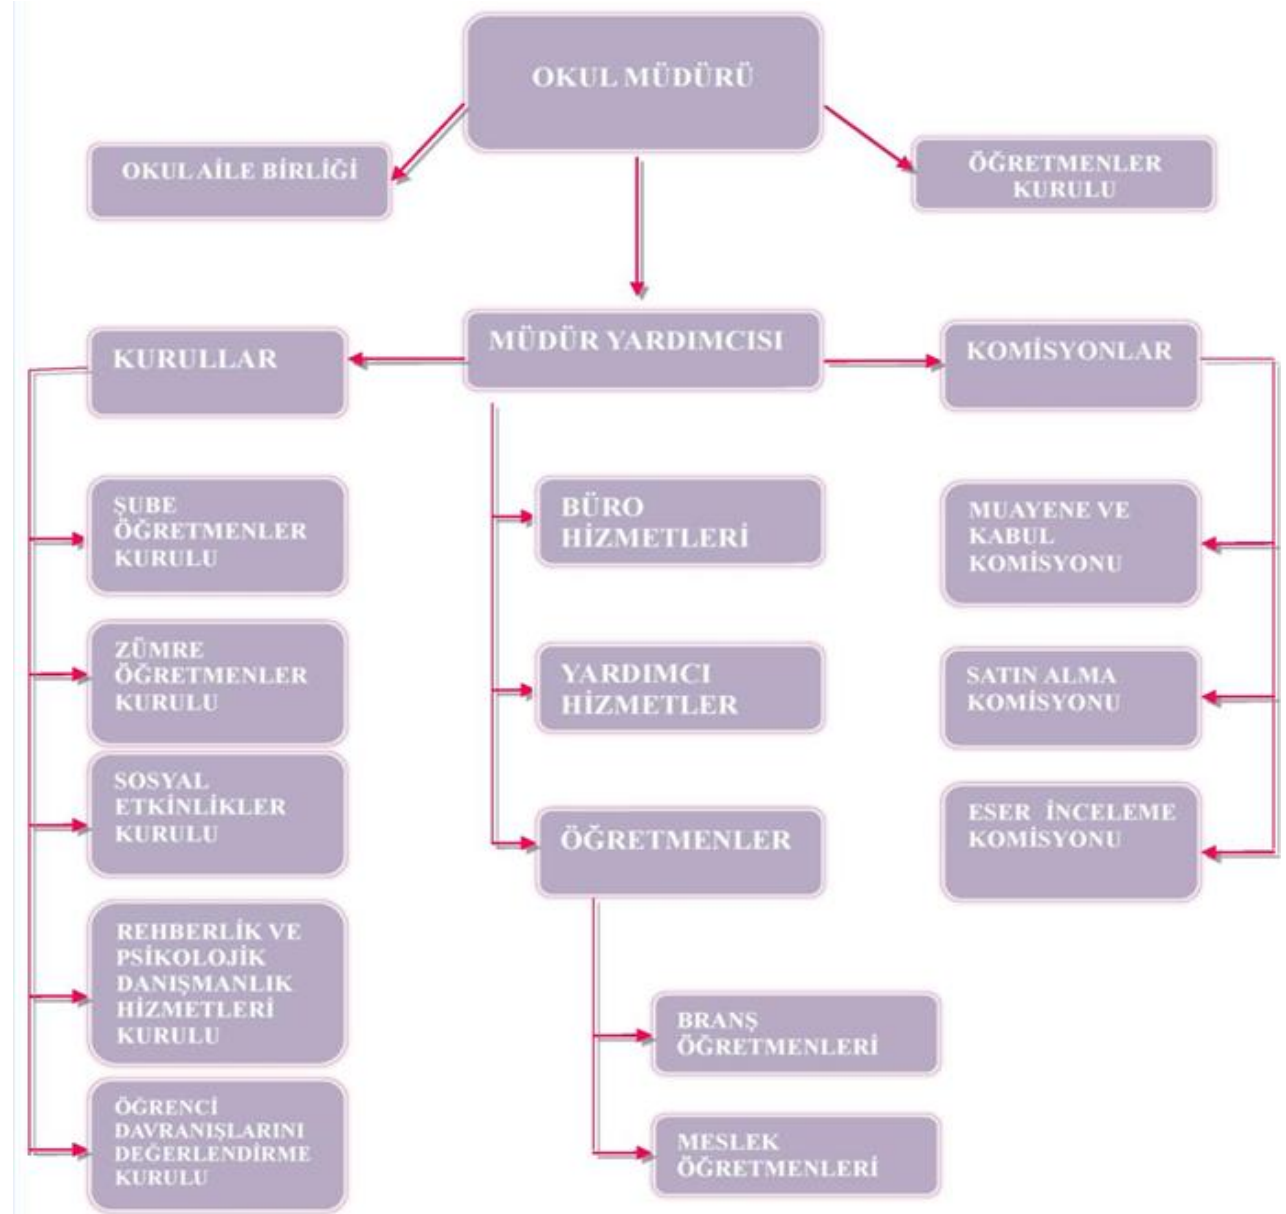 OKUL MÜDÜRÜ
OKUL AİLE BİRLİĞİ
ÖĞRETMENLER
KURULU
KURULLAR
MÜDÜR YARDIMCISI
KOMİSYONLAR
ŞUBE
ÖĞRETMENLER
KURULU
ZÜMRE
ÖĞRETMENLER
KURULU
SOSYAL
ETKİNLİKLER
KURULU
REHBERLİK VE
PSİKOLOJİK
DANIŞMANLIK
HİZMETLERİ
KURULU
ÖĞRENCİ
DAVRANIŞLARINI
DEĞERLENDİRME
KURULU
BÜRO
HİZMETLERİ
YARDIMCI
HİZMETLER
ÖĞRETMENLER
BRANŞ
ÖĞRETMENLERİ
MESLEK
ÖĞRETMENLERİ
MUAYENE VE
KABUL
KOMİSYONU
SATIN ALMA
KOMİSYONU
ESER İNCELEME
KOMİSYONU